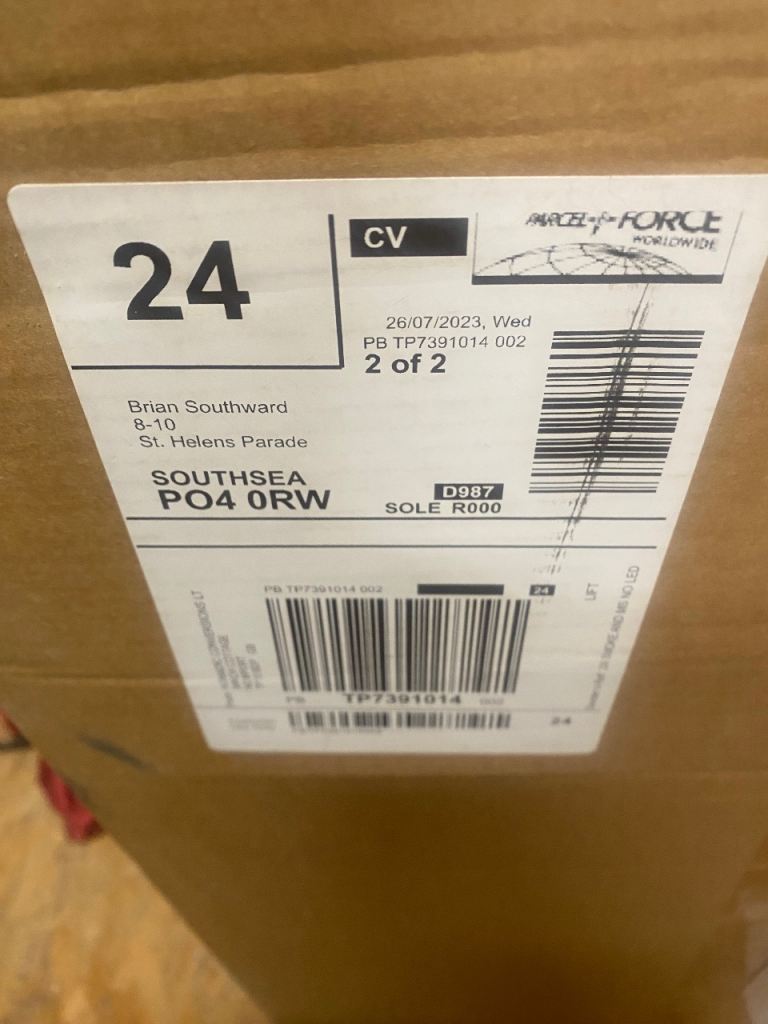 24
CV
PARCEL FORCE
WORLDWIDE
26/07/2023, Wed
PB TP7391014 002
2 of 2
Brian Southward
8-10
St. Helens Parade
SOUTHSEA
PO4 0RW
D987
SOLE R000
PB TP7391014 002
24
LIFT
PB TP7391014 002
24